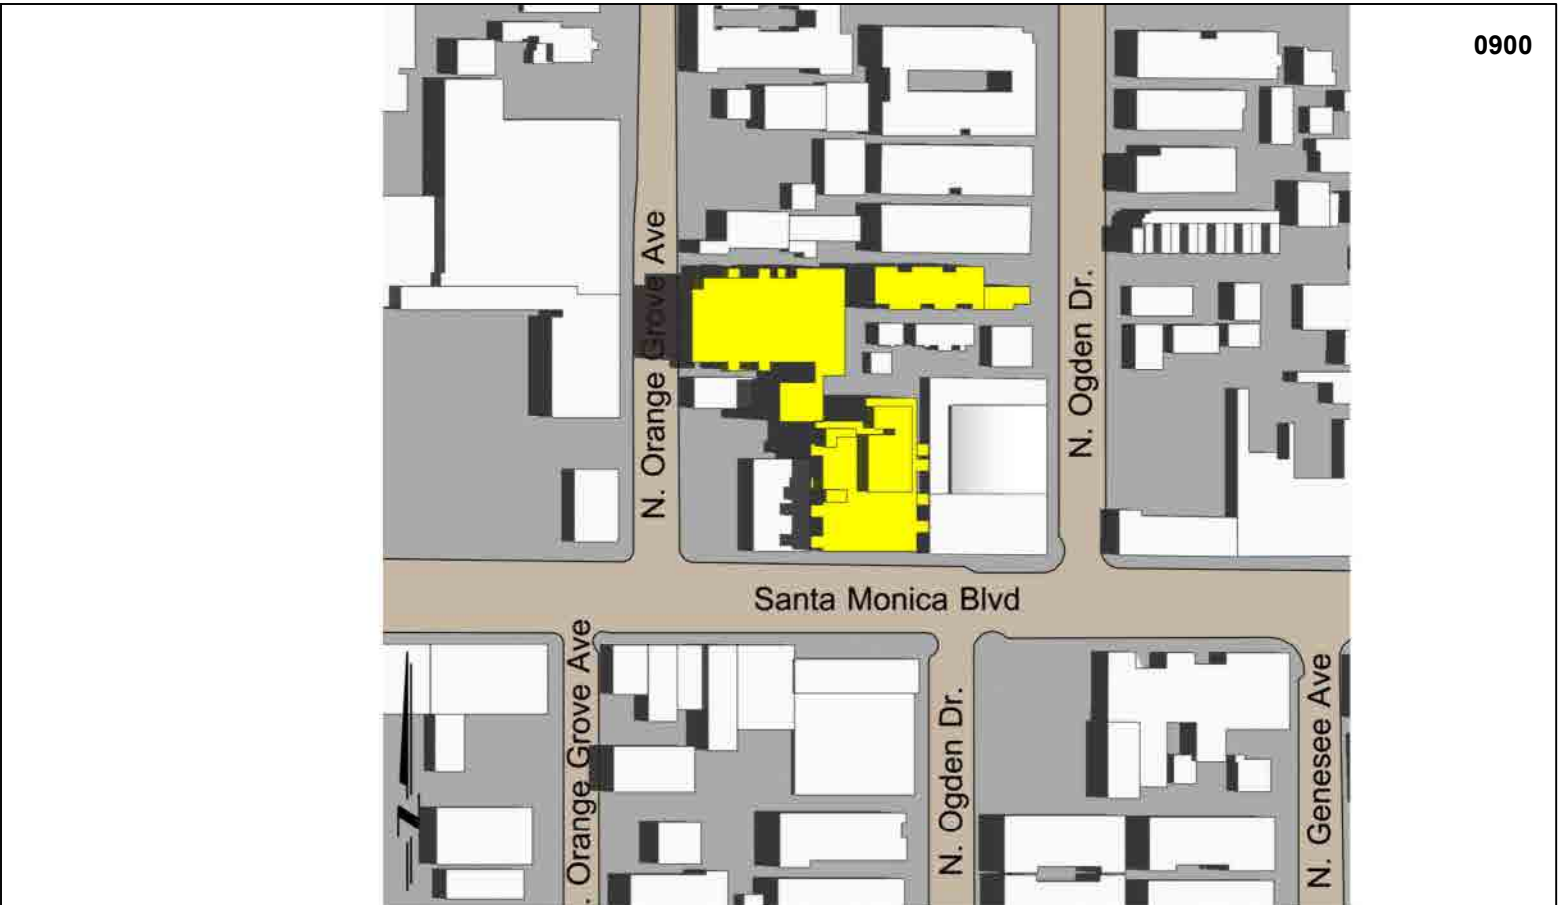 0900
N. Orange Grove Ave
N. Ogden Dr.
Santa Monica Blvd
. Orange Grove Ave
N. Ogden Dr.
N. Genesee Ave